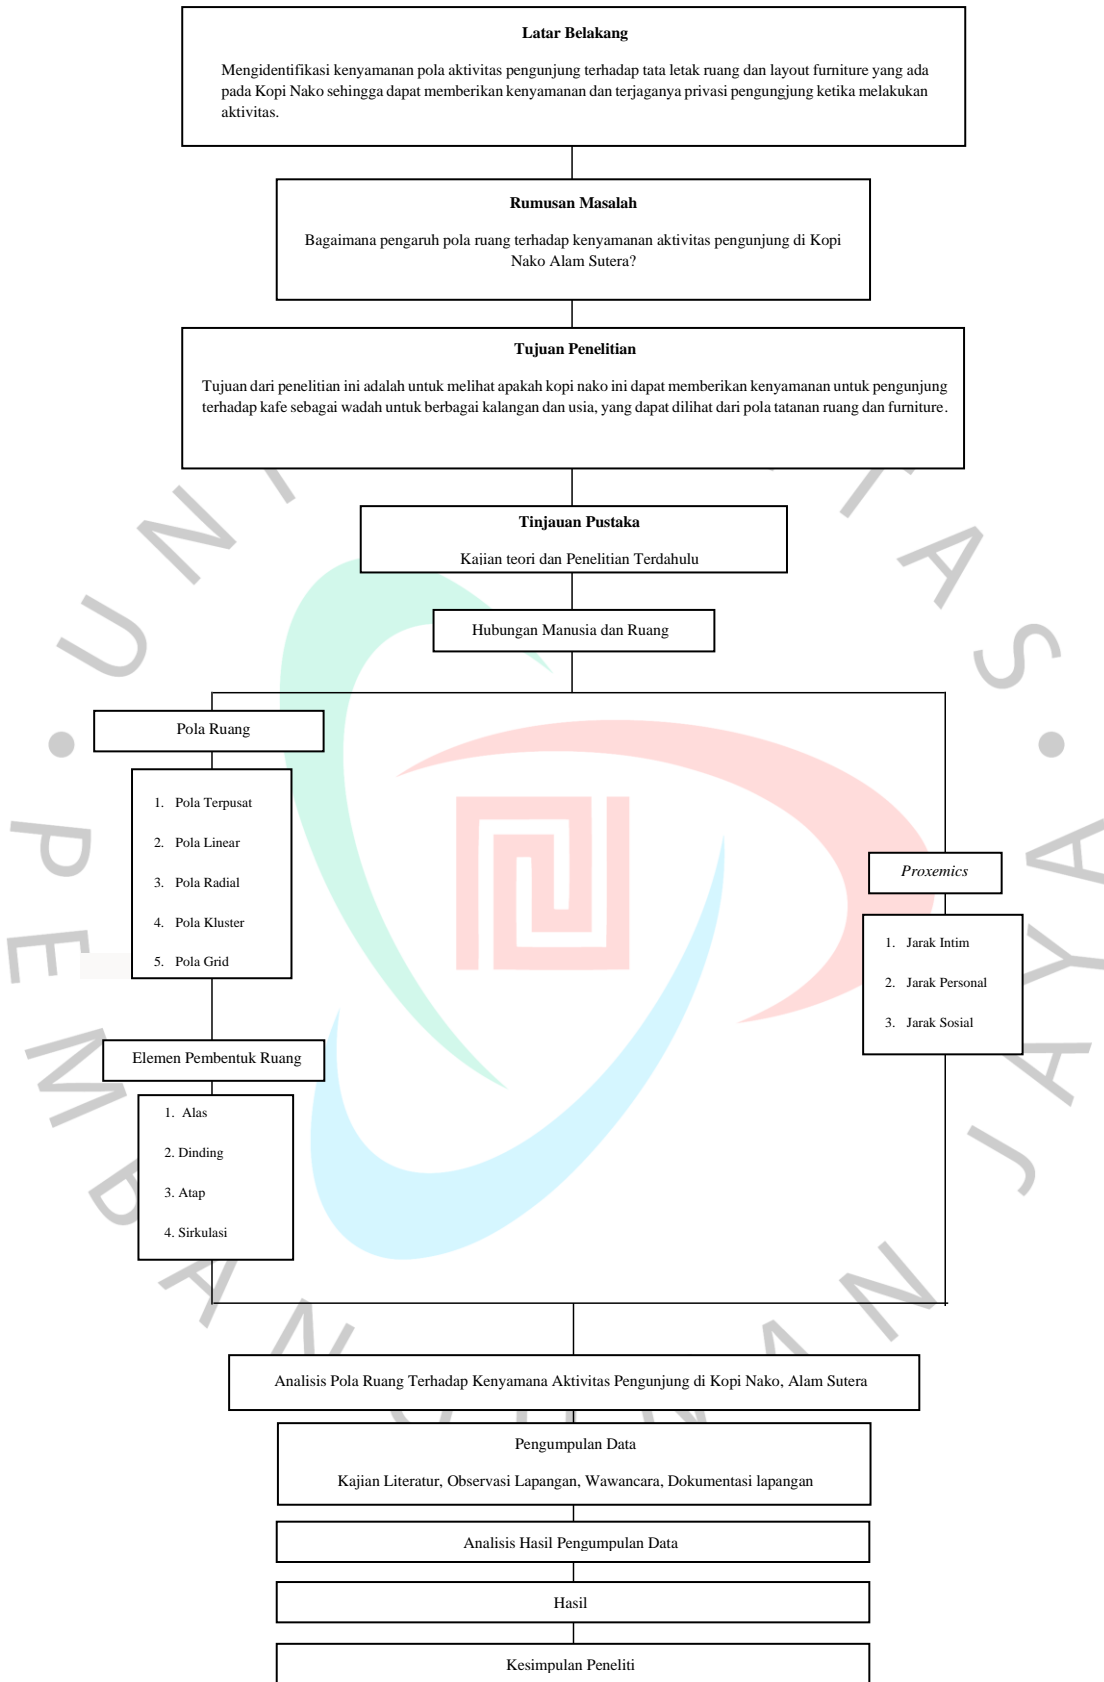 Latar Belakang
Mengidentifikasi kenyamanan pola aktivitas pengunjung terhadap tata letak ruang dan layout furniture yang ada
pada Kopi Nako sehingga dapat memberikan kenyamanan dan terjaganya privasi pengungjung ketika melakukan
aktivitas.
Rumusan Masalah
Bagaimana pengaruh pola ruang terhadap kenyamanan aktivitas pengunjung di Kopi
Nako Alam Sutera?
Tujuan Penelitian
Tujuan dari penelitian ini adalah untuk melihat apakah kopi nako ini dapat memberikan kenyamanan untuk pengunjung
terhadap kafe sebagai wadah untuk berbagai kalangan dan usia, yang dapat dilihat dari pola tatanan ruang dan furniture.
Tinjauan Pustaka
Kajian teori dan Penelitian Terdahulu
Hubungan Manusia dan Ruang
Pola Ruang
1. Pola Terpusat
2. Pola Linear
3. Pola Radial
4. Pola Kluster
5. Pola Grid
Elemen Pembentuk Ruang
1. Alas
2. Dinding
3. Atap
4. Sirkulasi
Proxemics
1. Jarak Intim
2. Jarak Personal
3. Jarak Sosial
Analisis Pola Ruang Terhadap Kenyamana Aktivitas Pengunjung di Kopi Nako, Alam Sutera
Pengumpulan Data
Kajian Literatur, Observasi Lapangan, Wawancara, Dokumentasi lapangan
Analisis Hasil Pengumpulan Data
Hasil
Kesimpulan Peneliti